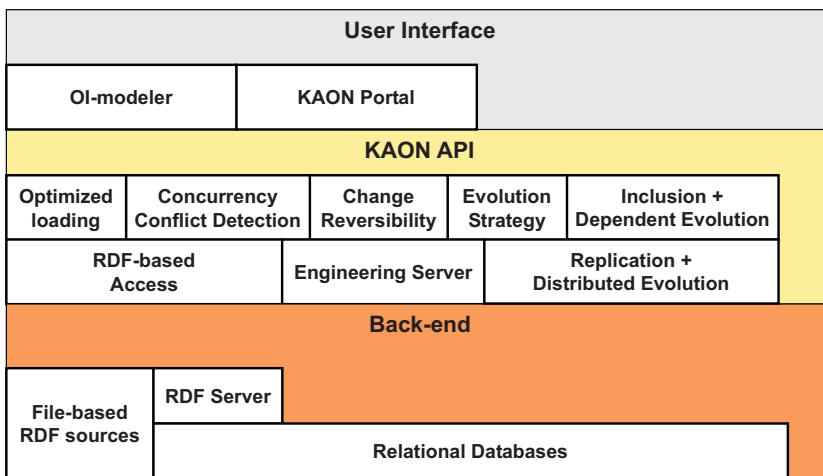 User Interface
OI-modeler
KAON Portal
KAON API
Optimized
loading
Concurrency
Conflict Detection
Change
Reversibility
Evolution
Strategy
Inclusion +
Dependent Evolution
RDF-based
Access
Engineering Server
Replication +
Distributed Evolution
Back-end
File-based
RDF sources
RDF Server
Relational Databases